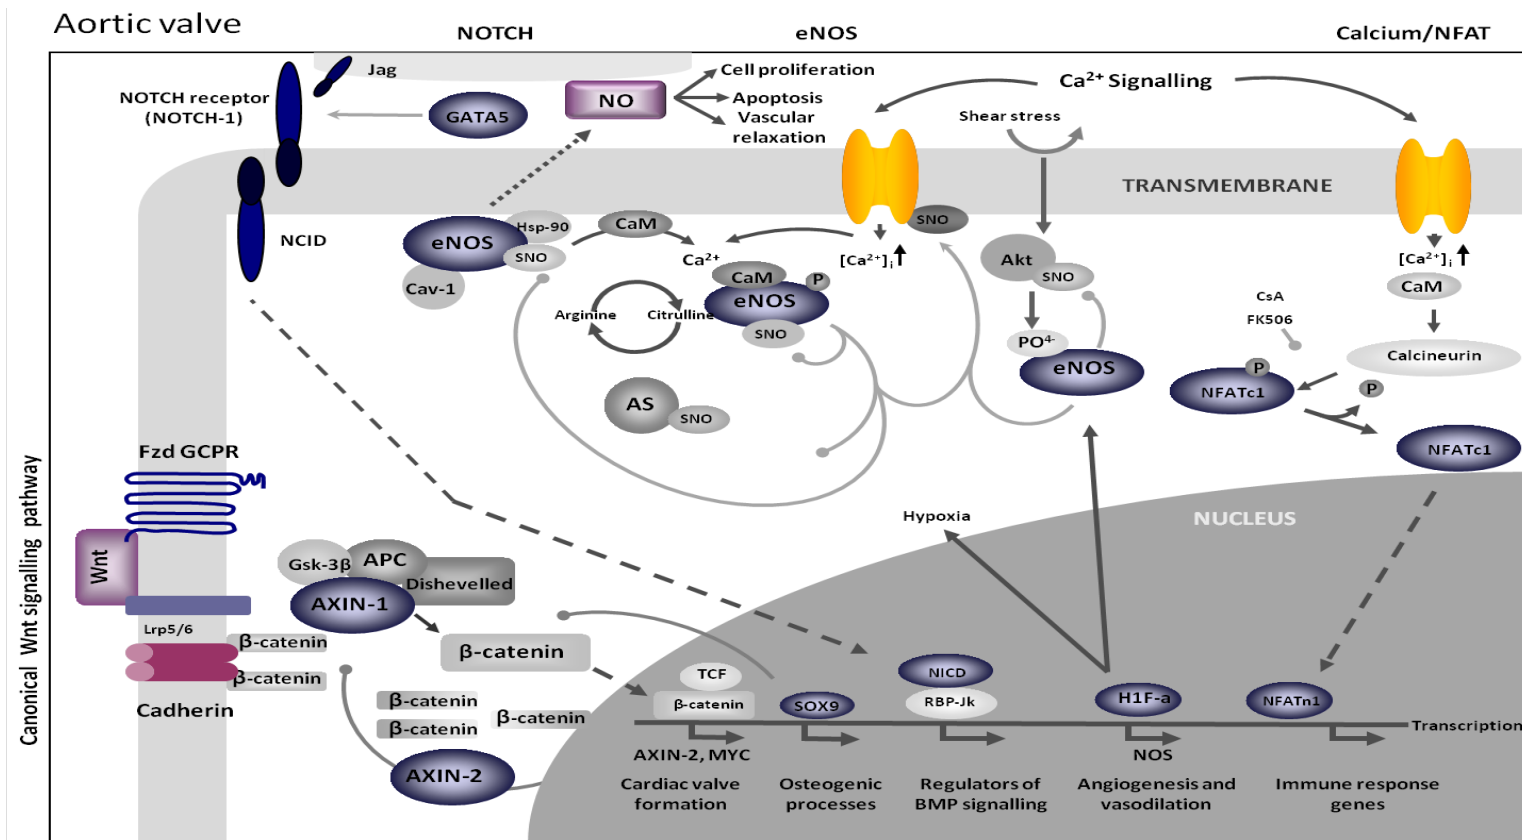 Aortic valve
NOTCH
eNOS
Calcium/NFAT
Jag
NOTCH receptor
(NOTCH-1)
GATA5
NO
Cell proliferation
Apoptosis
Vascular
relaxation
Ca²⁺ Signalling
Shear stress
TRANSMEMBRANE
NCID
eNOS
Hsp-90
SNO
Cav-1
CaM
Ca²⁺
CaM
eNOS
P
SNO
[Ca²⁺]i
SNO
Arginine
Citrulline
AS
SNO
Akt
SNO
PO⁴⁻
eNOS
[Ca²⁺]i
CaM
CsA
FK506
Calcineurin
P
NFATc1
P
NFATc1
Canonical Wnt signalling pathway
Fzd GCPR
Wnt
Lrp5/6
β-catenin
β-catenin
Cadherin
Gsk-3β
APC
Dishevelled
AXIN-1
β-catenin
β-catenin
β-catenin
β-catenin
AXIN-2
NUCLEUS
Hypoxia
TCF
β-catenin
SOX9
NICD
RBP-Jk
H1F-a
NFATn1
Transcription
AXIN-2, MYC
NOS
Cardiac valve
formation
Osteogenic
processes
Regulators of
BMP signalling
Angiogenesis and
vasodilation
Immune response
genes